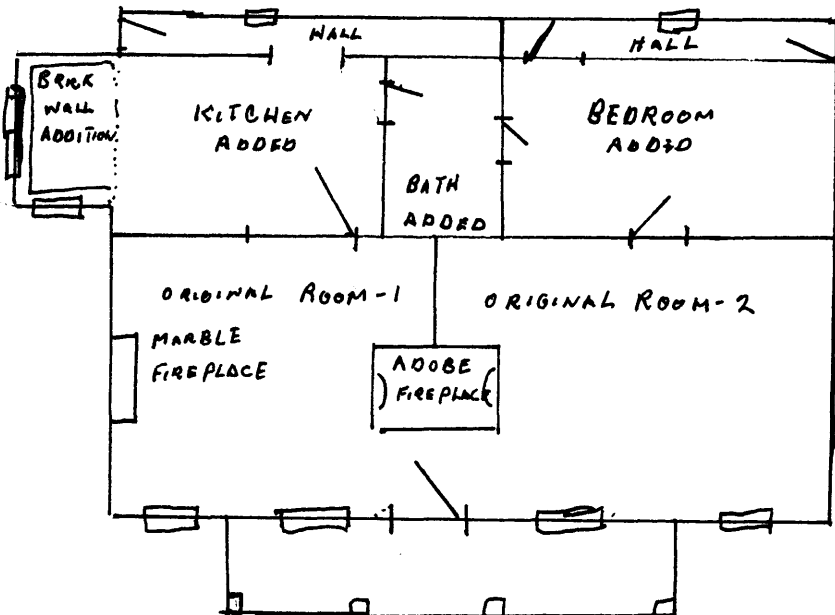 WALL
HALL
BRICK
WALL
ADDITION
KITCHEN
ADDED
BATH
ADDED
BEDROOM
ADDED
ORIGINAL ROOM-1
ORIGINAL ROOM-2
MARBLE
FIREPLACE
ADOBE
FIREPLACE